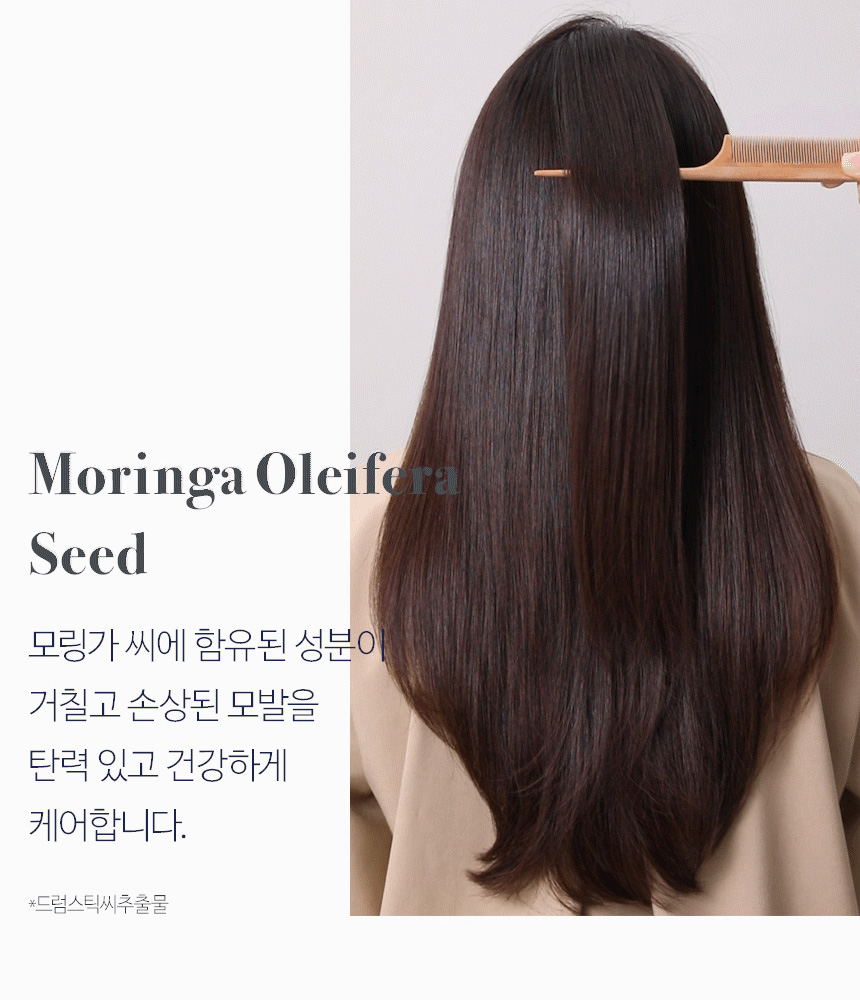 Moringa Oleifera
Seed
모링가 씨에 함유된 성분이
거칠고 손상된 모발을
탄력 있고 건강하게
케어합니다.
*드럼스틱씨추출물